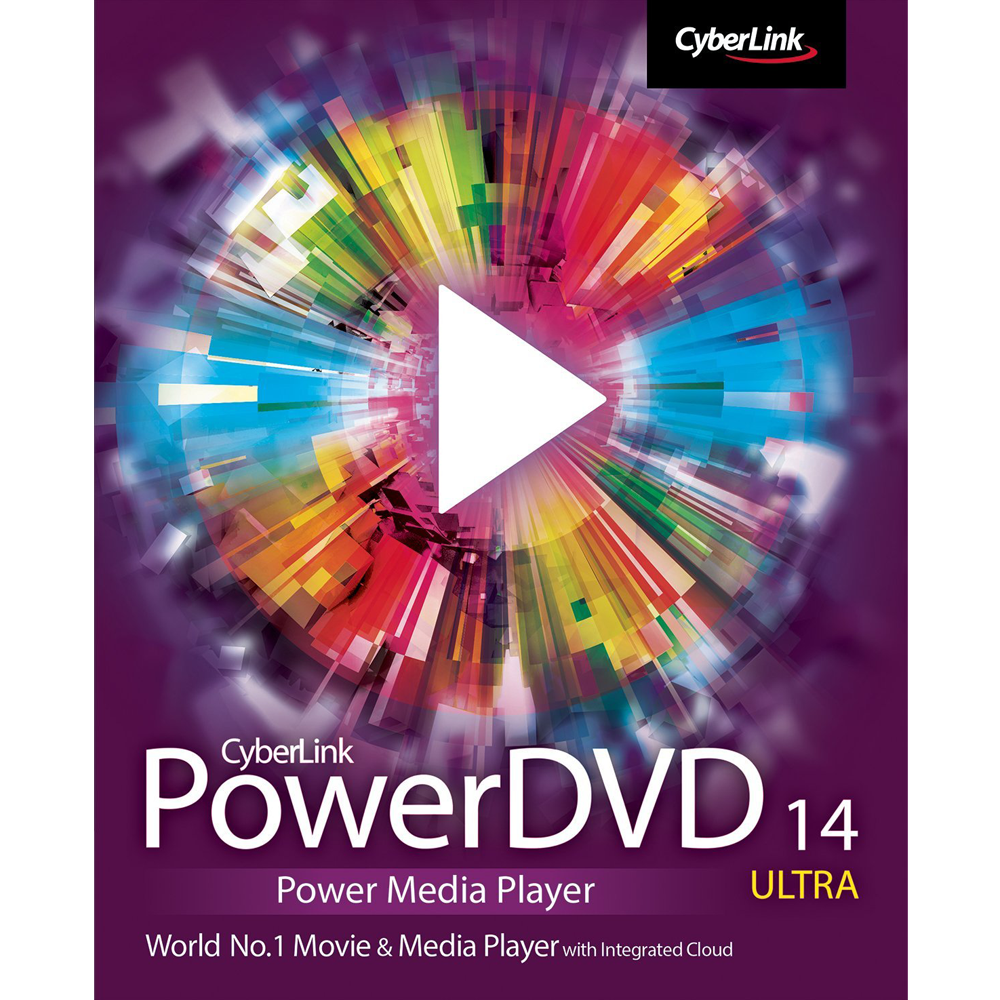 CyberLink
CyberLink
PowerDVD 14
ULTRA
Power Media Player
World No.1 Movie & Media Player with Integrated Cloud